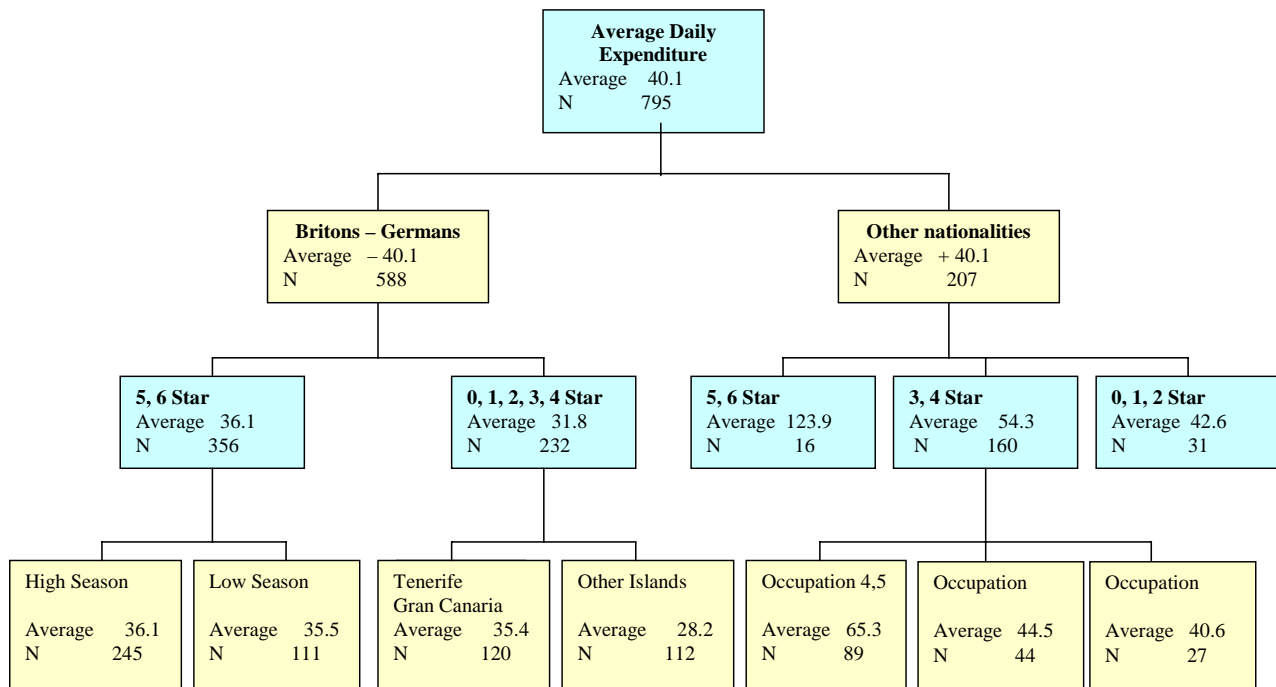 Average Daily
Expenditure
Average 40.1
N 795
Britons – Germans
Average – 40.1
N 588
Other nationalities
Average + 40.1
N 207
5, 6 Star
Average 36.1
N 356
0, 1, 2, 3, 4 Star
Average 31.8
N 232
5, 6 Star
Average 123.9
N 16
3, 4 Star
Average 54.3
N 160
0, 1, 2 Star
Average 42.6
N 31
High Season
Average 36.1
N 245
Low Season
Average 35.5
N 111
Tenerife
Gran Canaria
Average 35.4
N 120
Other Islands
Average 28.2
N 112
Occupation 4,5
Average 65.3
N 89
Occupation
Average 44.5
N 44
Occupation
Average 40.6
N 27